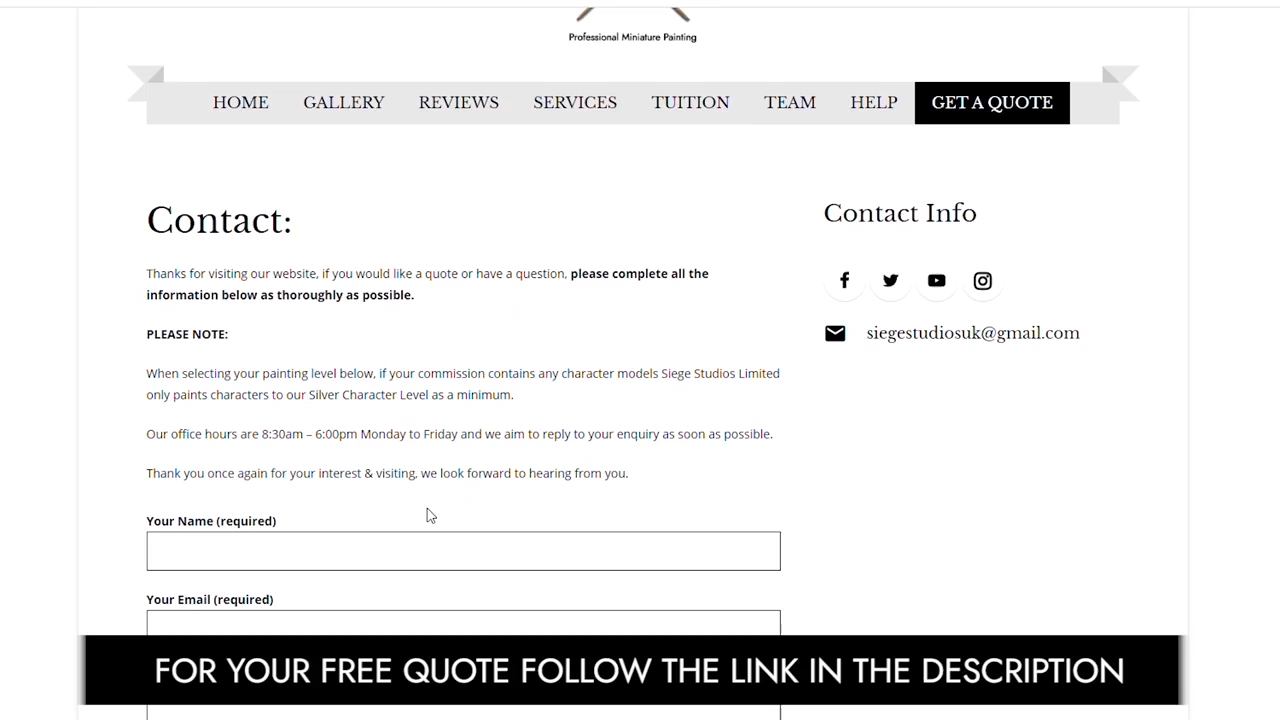 Professional Miniature Painting
HOME GALLERY REVIEWS SERVICES TUITION TEAM HELP GET A QUOTE
Contact:
Thanks for visiting our website, if you would like a quote or have a question, please complete all the
information below as thoroughly as possible.
PLEASE NOTE:
When selecting your painting level below, if your commission contains any character models Siege Studios Limited
only paints characters to our Silver Character Level as a minimum.
Our office hours are 8:30am – 6:00pm Monday to Friday and we aim to reply to your enquiry as soon as possible.
Thank you once again for your interest & visiting, we look forward to hearing from you.
Your Name (required)
Your Email (required)
Contact Info
siegestudiosuk@gmail.com
FOR YOUR FREE QUOTE FOLLOW THE LINK IN THE DESCRIPTION